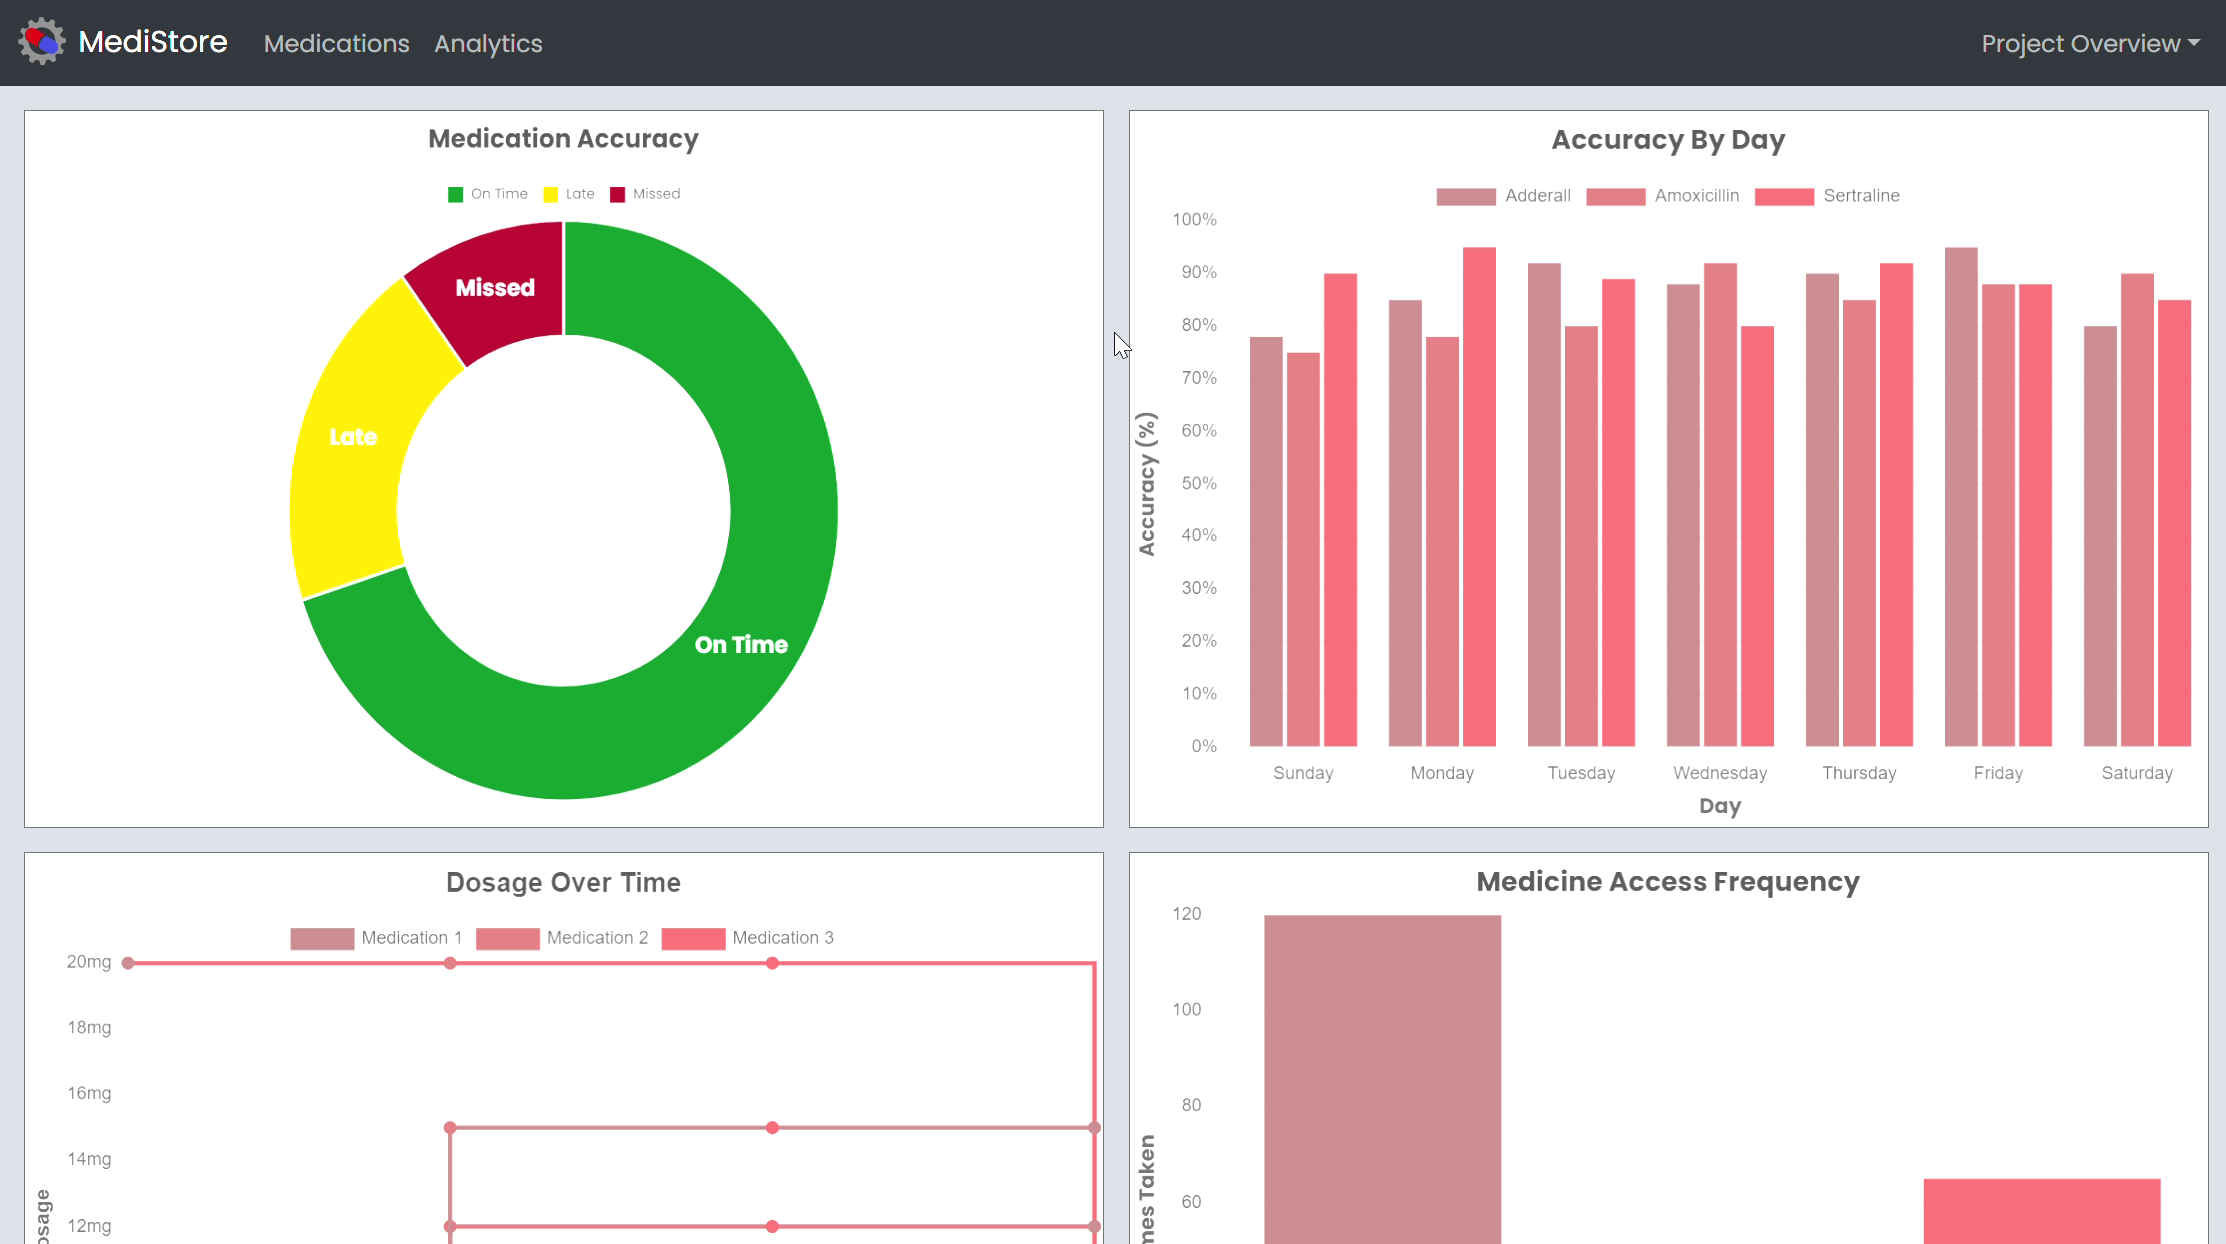 MediStore Medications Analytics Project Overview
Medication Accuracy
On Time Late Missed
Missed
Late
On Time
Accuracy By Day
Adderall Amoxicillin Sertraline
100%
90%
80%
70%
60%
50%
40%
30%
20%
10%
0%
Accuracy (%)
Sunday Monday Tuesday Wednesday Thursday Friday Saturday
Day
Dosage Over Time
Medication 1 Medication 2 Medication 3
20mg
18mg
16mg
14mg
12mg
osage
Medicine Access Frequency
120
100
80
60
mes Taken